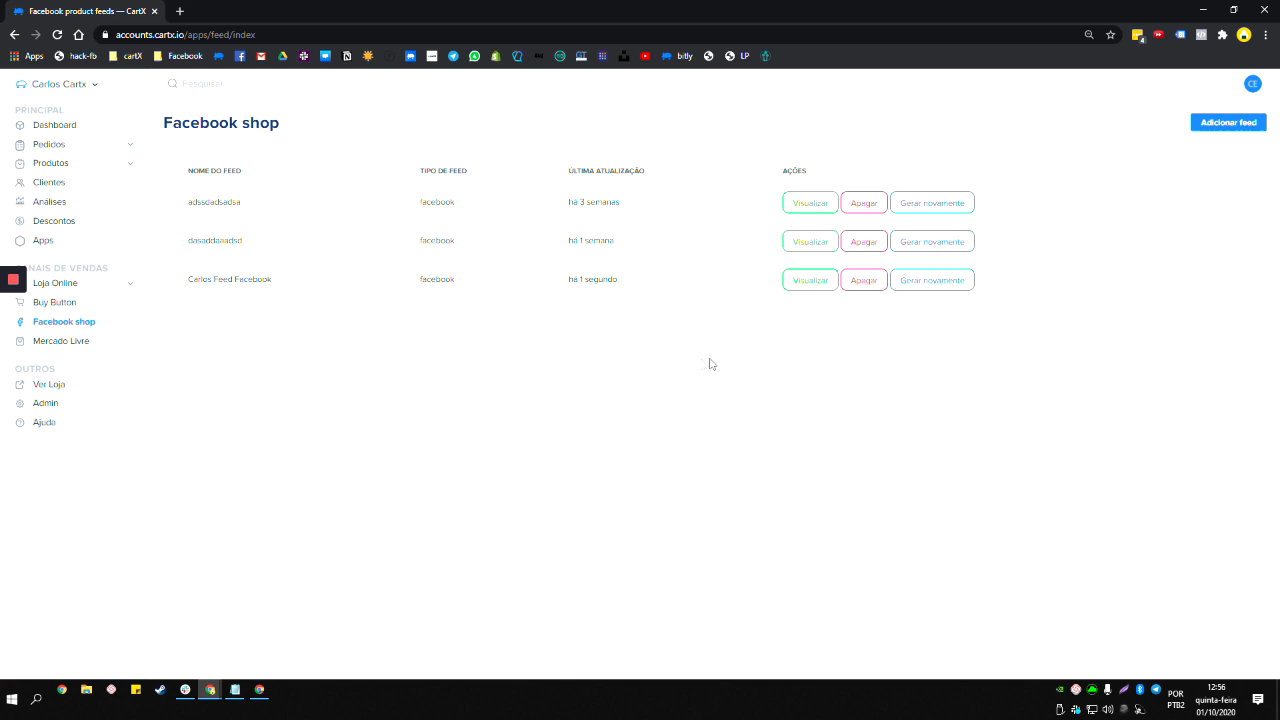 Facebook product feeds — CartX
accounts.cartx.io/apps/feed/index
Apps hack-fb cartX Facebook bitly LP
Carlos Cartx
Pesquisar
CE
PRINCIPAL
Dashboard
Pedidos
Produtos
Clientes
Análises
Descontos
Apps
NAIS DE VENDAS
Loja Online
Buy Button
Facebook shop
Mercado Livre
OUTROS
Ver Loja
Admin
Ajuda
Facebook shop
Adicionar feed
NOME DO FEED TIPO DE FEED ÚLTIMA ATUALIZAÇÃO AÇÕES
adssdadsadsa facebook há 3 semanas Visualizar Apagar Gerar novamente
dasaddaaadsd facebook há 1 semana Visualizar Apagar Gerar novamente
Carlos Feed Facebook facebook há 1 segundo Visualizar Apagar Gerar novamente
POR
PTB2
12:56
quinta-feira
01/10/2020